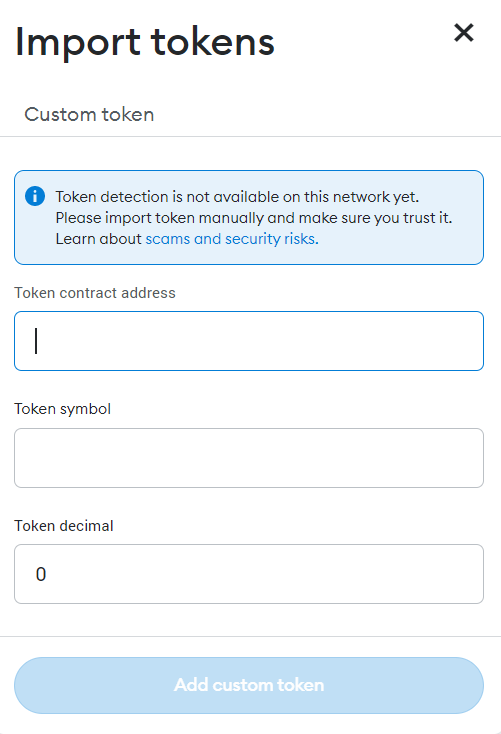 Import tokens
Custom token
Token detection is not available on this network yet.
Please import token manually and make sure you trust it.
Learn about scams and security risks.
Token contract address
Token symbol
Token decimal
0
Add custom token